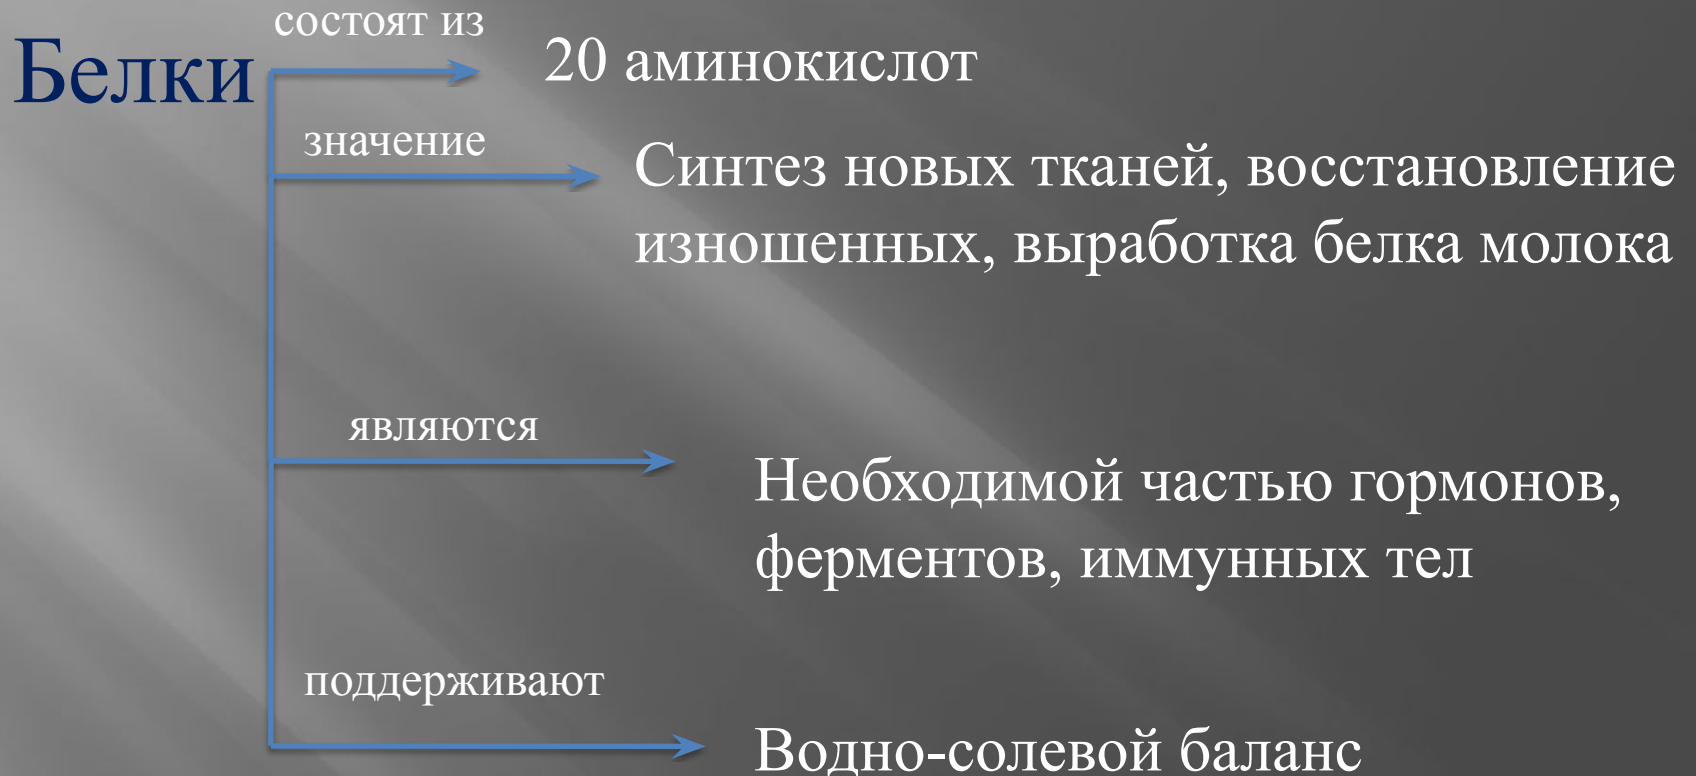 Белки
состоят из
20 аминокислот
значение
Синтез новых тканей, восстановление
изношенных, выработка белка молока
являются
Необходимой частью гормонов,
ферментов, иммунных тел
поддерживают
Водно-солевой баланс